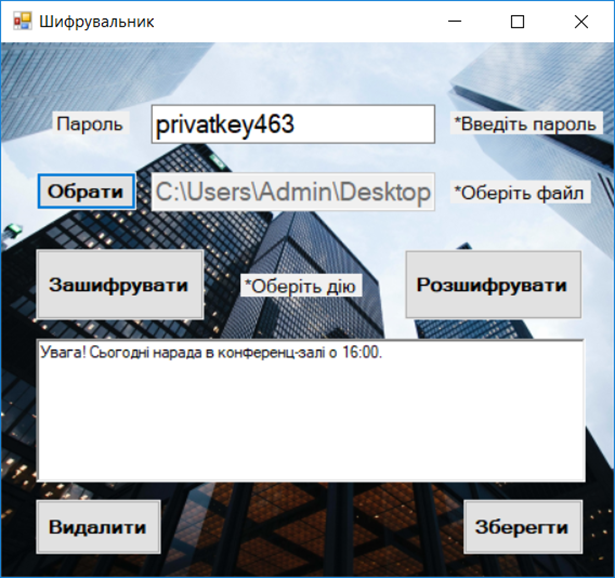 Шифрувальник
Пароль privatkey463 *Введіть пароль
Обрати C:\Users\Admin\Desktop *Оберіть файл
Зашифрувати *Оберіть дію Розшифрувати
Увага! Сьогодні нарада в конференц-залі о 16:00.
Видалити Зберегти